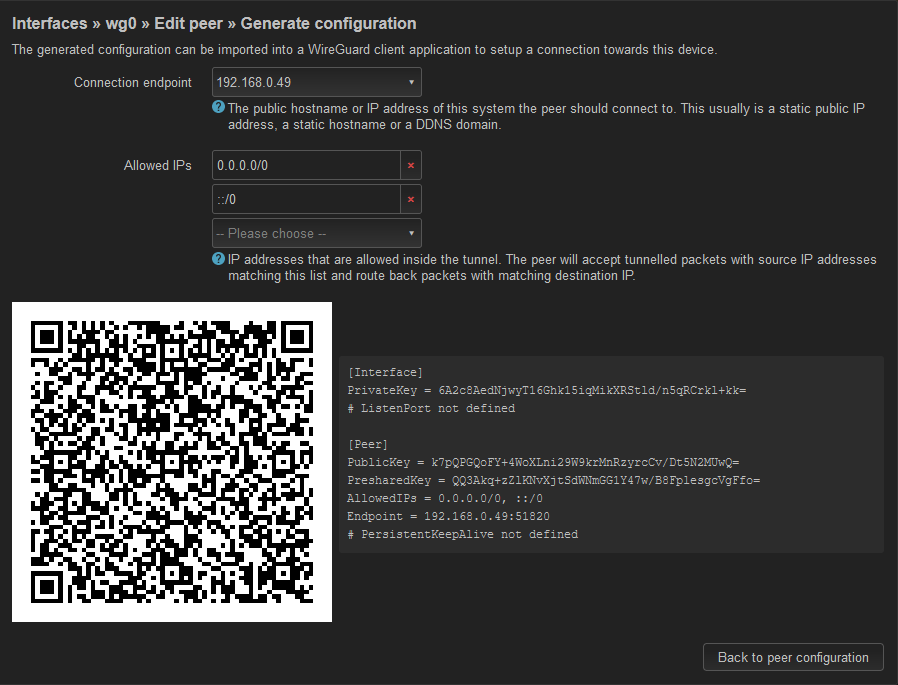 Interfaces » wg0 » Edit peer » Generate configuration
The generated configuration can be imported into a WireGuard client application to setup a connection towards this device.
Connection endpoint
192.168.0.49
The public hostname or IP address of this system the peer should connect to. This usually is a static public IP
address, a static hostname or a DDNS domain.
Allowed IPs
0.0.0.0/0
::/0
-- Please choose --
IP addresses that are allowed inside the tunnel. The peer will accept tunnelled packets with source IP addresses
matching this list and route back packets with matching destination IP.
[Interface]
PrivateKey = 6A2c8AedNjwyT16Ghk15iqMikXRStld/n5qRCrkl+kk=
# ListenPort not defined
[Peer]
PublicKey = k7pQPGQoFY+4WoXLni29W9krMnRzyrcCv/Dt5N2MUwQ=
PresharedKey = QQ3Akq+zZlKNvXjtSdWNmGG1Y47w/B8FplesgcVgFfo=
AllowedIPs = 0.0.0.0/0, ::/0
Endpoint = 192.168.0.49:51820
# PersistentKeepAlive not defined
Back to peer configuration